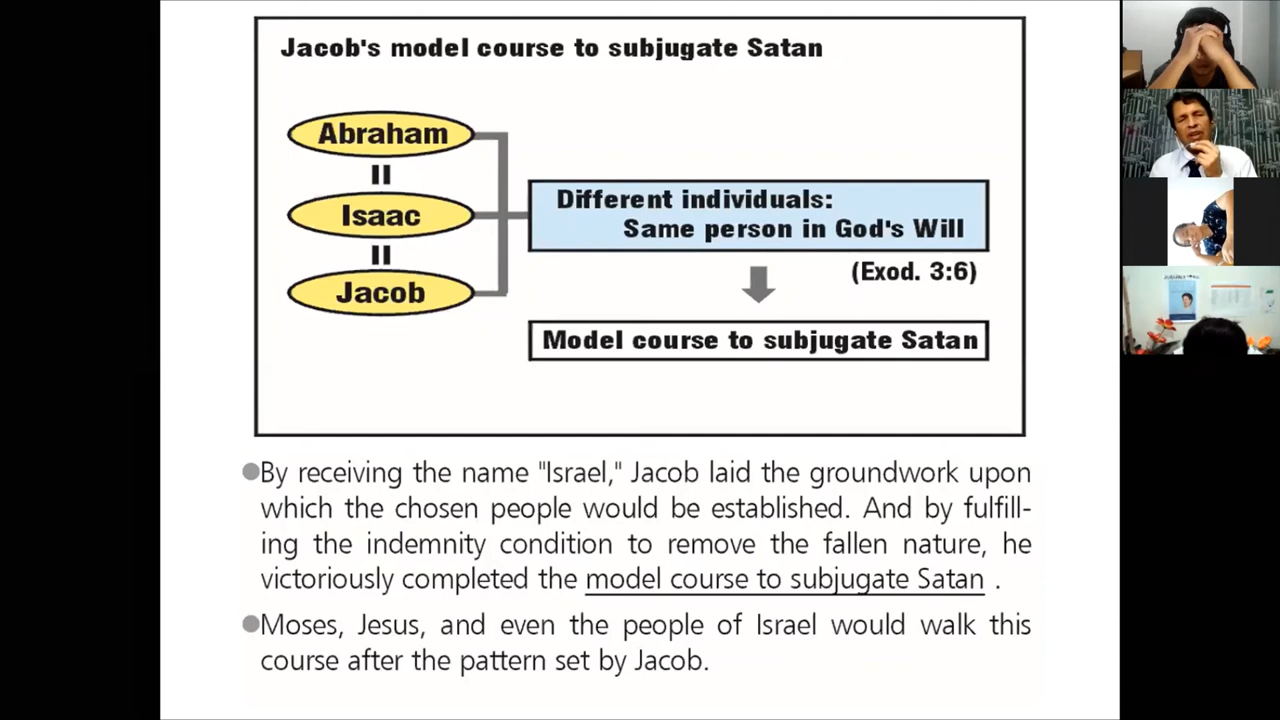 Jacob's model course to subjugate Satan
Abraham
Isaac
Jacob
Different individuals:
Same person in God's Will
(Exod. 3:6)
Model course to subjugate Satan
By receiving the name "Israel," Jacob laid the groundwork upon
which the chosen people would be established. And by fulfill-
ing the indemnity condition to remove the fallen nature, he
victoriously completed the model course to subjugate Satan .
Moses, Jesus, and even the people of Israel would walk this
course after the pattern set by Jacob.